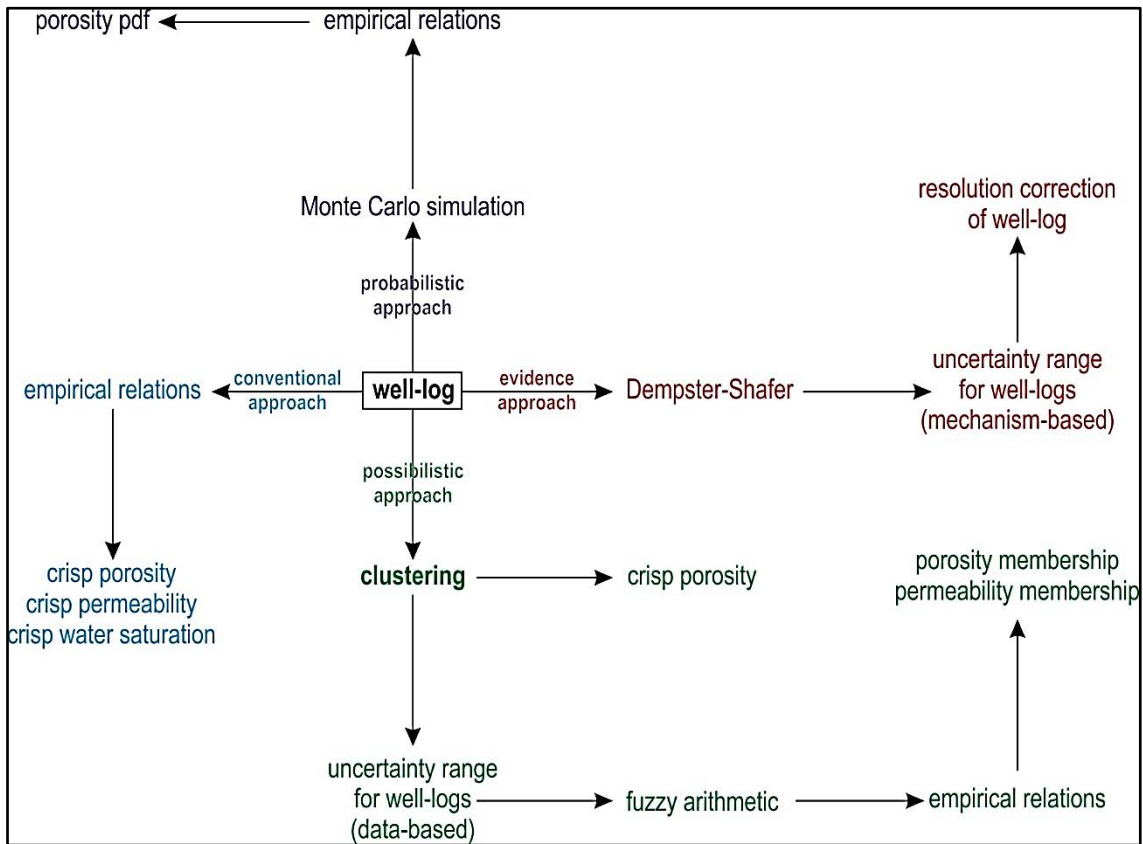 porosity pdf
empirical relations
Monte Carlo simulation
resolution correction
of well-log
probabilistic
approach
empirical relations
conventional
approach
well-log
evidence
approach
Dempster-Shafer
uncertainty range
for well-logs
(mechanism-based)
possibilistic
approach
crisp porosity
crisp permeability
crisp water saturation
clustering
crisp porosity
porosity membership
permeability membership
uncertainty range
for well-logs
(data-based)
fuzzy arithmetic
empirical relations